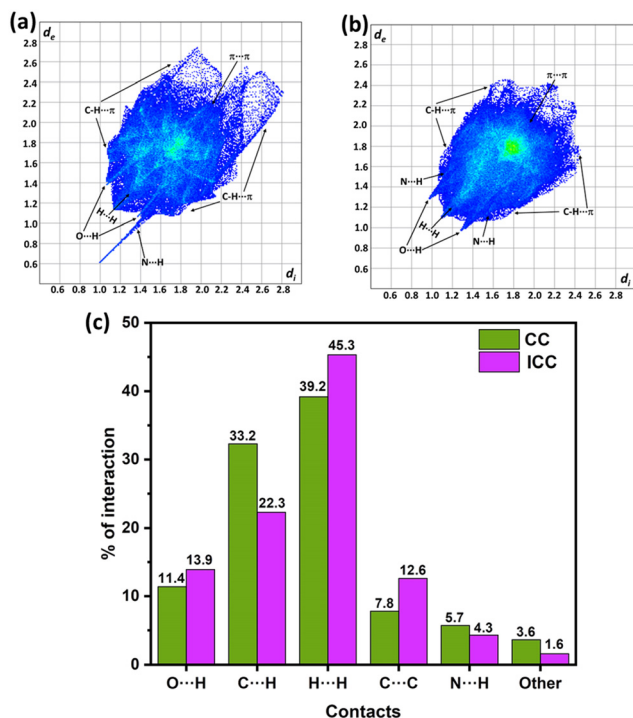 (a)
de
2.8
2.6
2.4
2.2
2.0
1.8
1.6
1.4
1.2
1.0
0.8
0.6
π···π
C-H···π
H···H
O···H
N···H
C-H···π
di
0.6 0.8 1.0 1.2 1.4 1.6 1.8 2.0 2.2 2.4 2.6 2.8
(b)
de
2.8
2.6
2.4
2.2
2.0
1.8
1.6
1.4
1.2
1.0
0.8
0.6
π···π
C-H···π
N···H
H···H
O···H
N···H
C-H···π
di
0.6 0.8 1.0 1.2 1.4 1.6 1.8 2.0 2.2 2.4 2.6 2.8
(c)
50
40
30
20
10
0
% of interaction
CC
ICC
11.4 13.9
33.2 22.3
39.2 45.3
7.8 12.6
5.7 4.3
3.6 1.6
O···H C···H H···H C···C N···H Other
Contacts